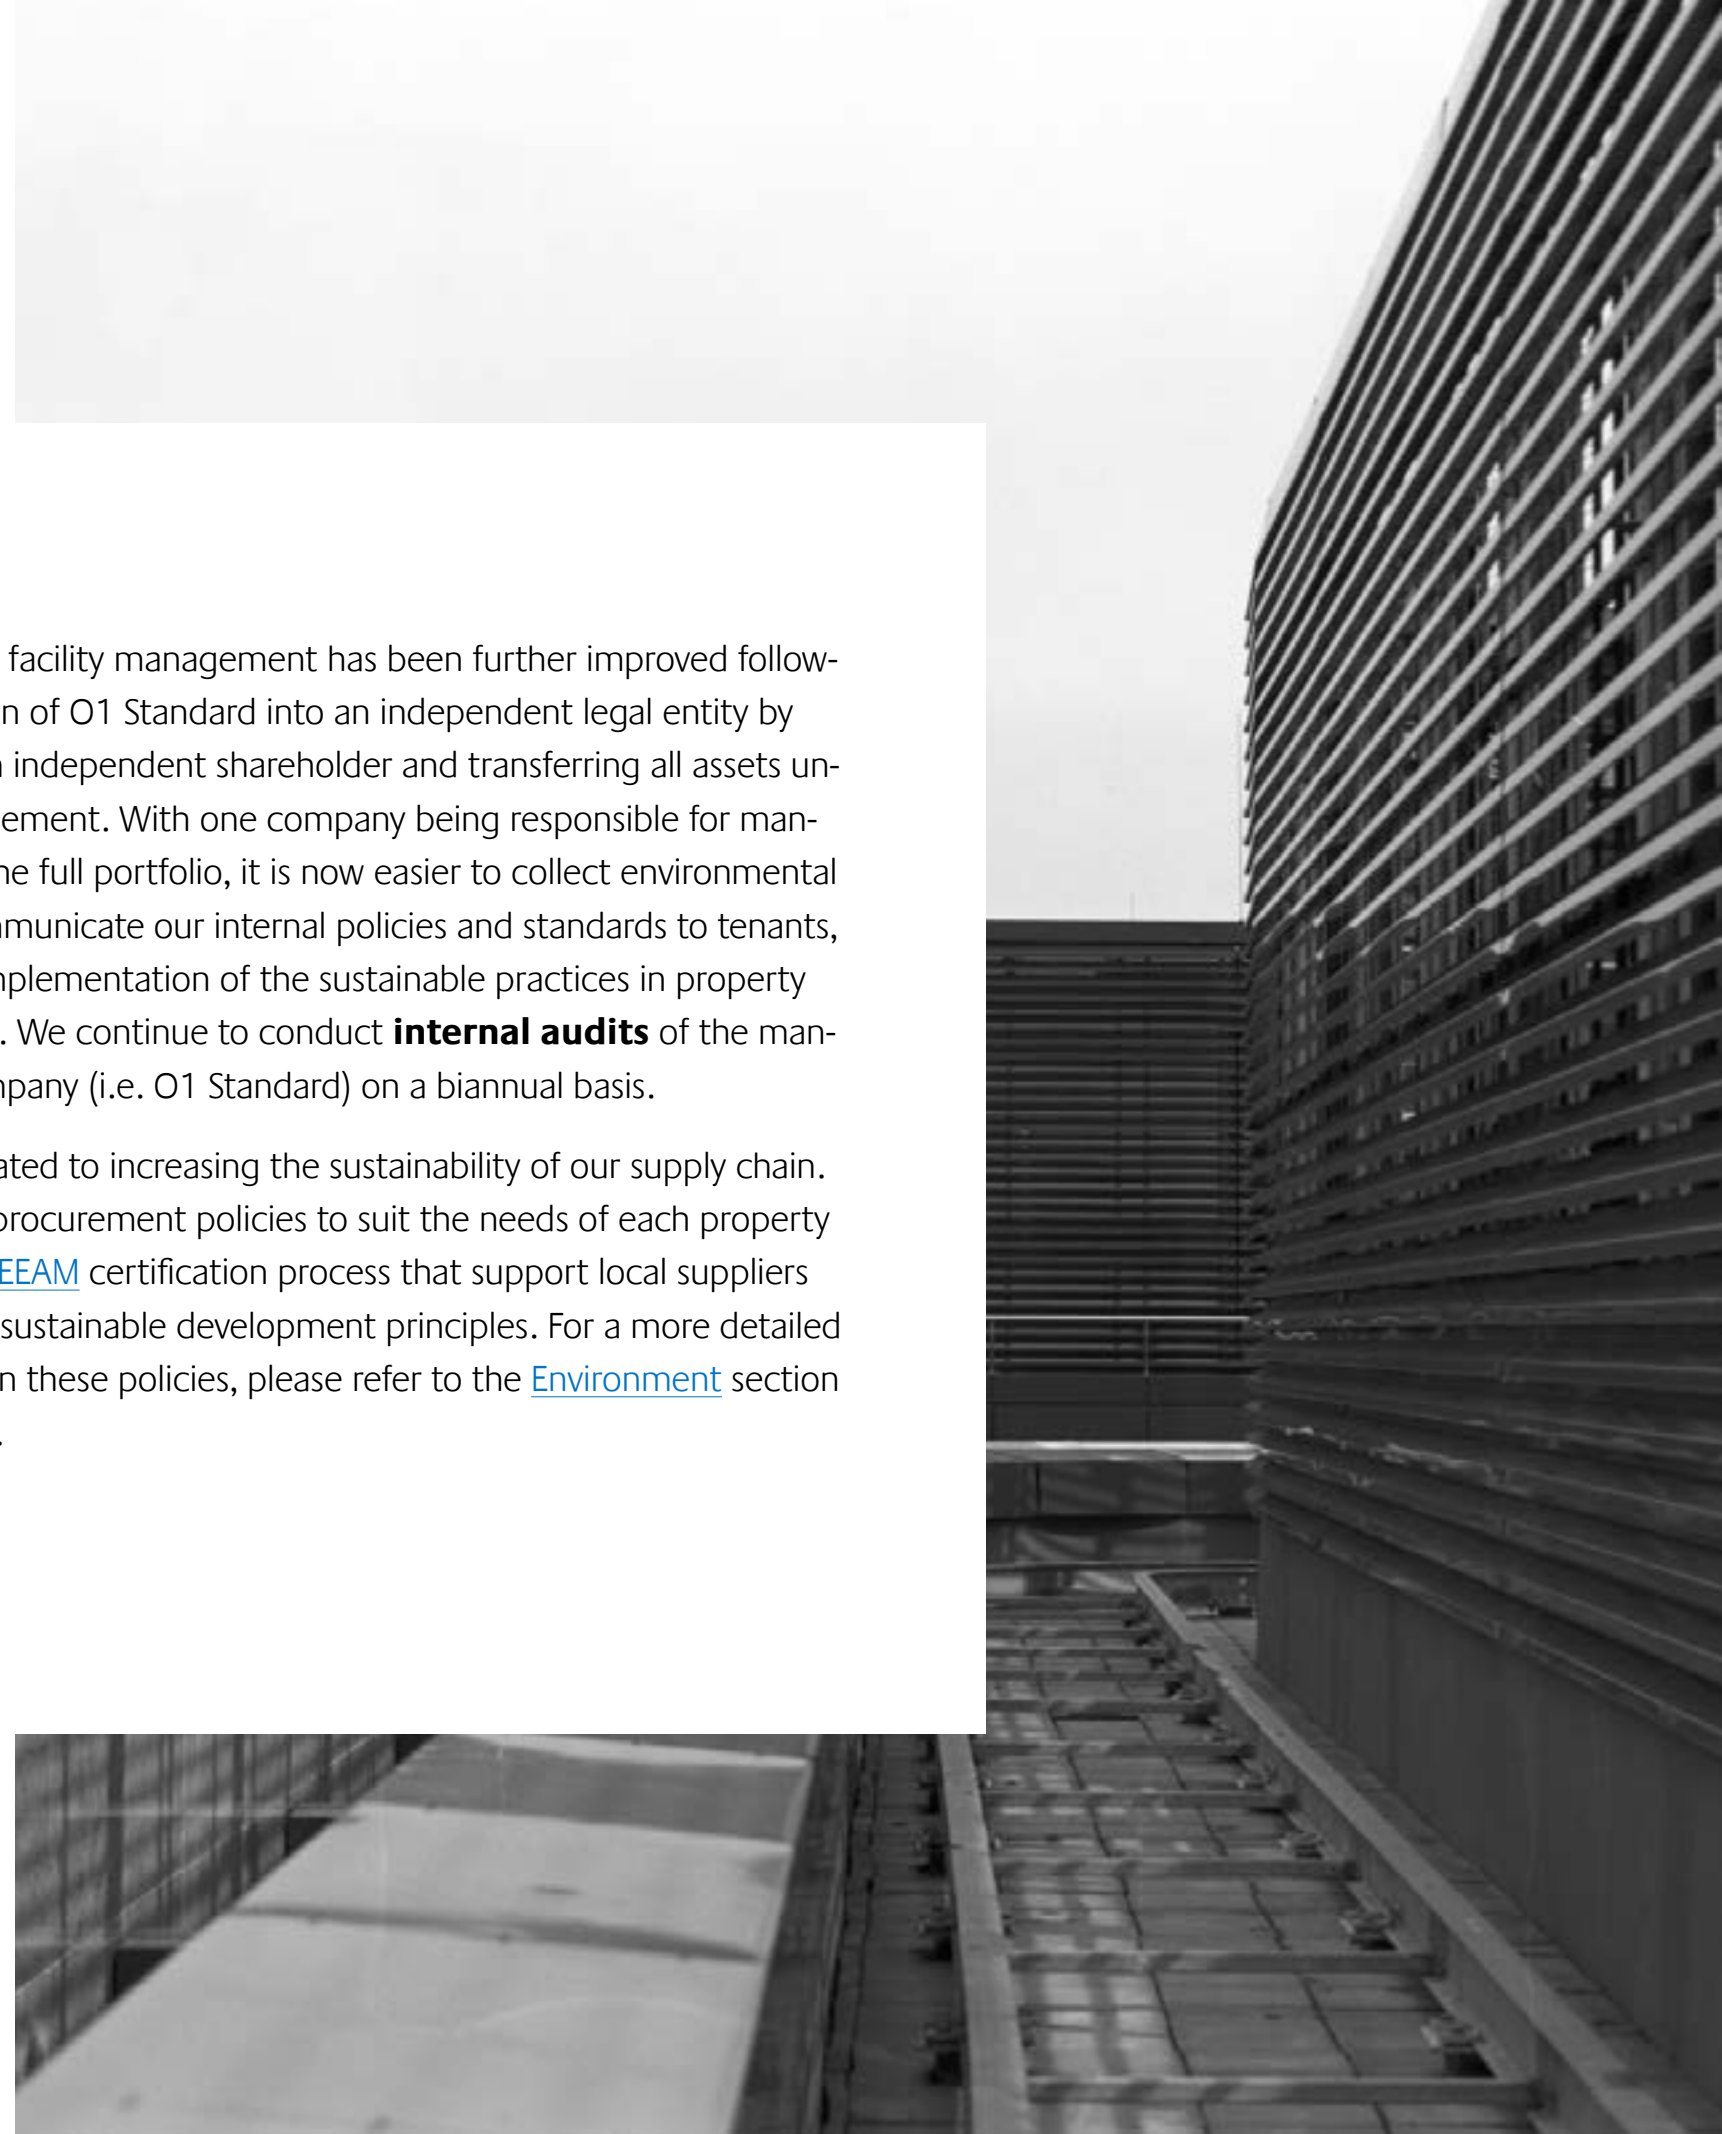 facility management has been further improved follow-
n of O1 Standard into an independent legal entity by
independent shareholder and transferring all assets un-
ement. With one company being responsible for man-
he full portfolio, it is now easier to collect environmental
mmunicate our internal policies and standards to tenants,
mplementation of the sustainable practices in property
. We continue to conduct internal audits of the man-
mpany (i.e. O1 Standard) on a biannual basis.
ated to increasing the sustainability of our supply chain.
procurement policies to suit the needs of each property
EEAM certification process that support local suppliers
sustainable development principles. For a more detailed
n these policies, please refer to the Environment section
.